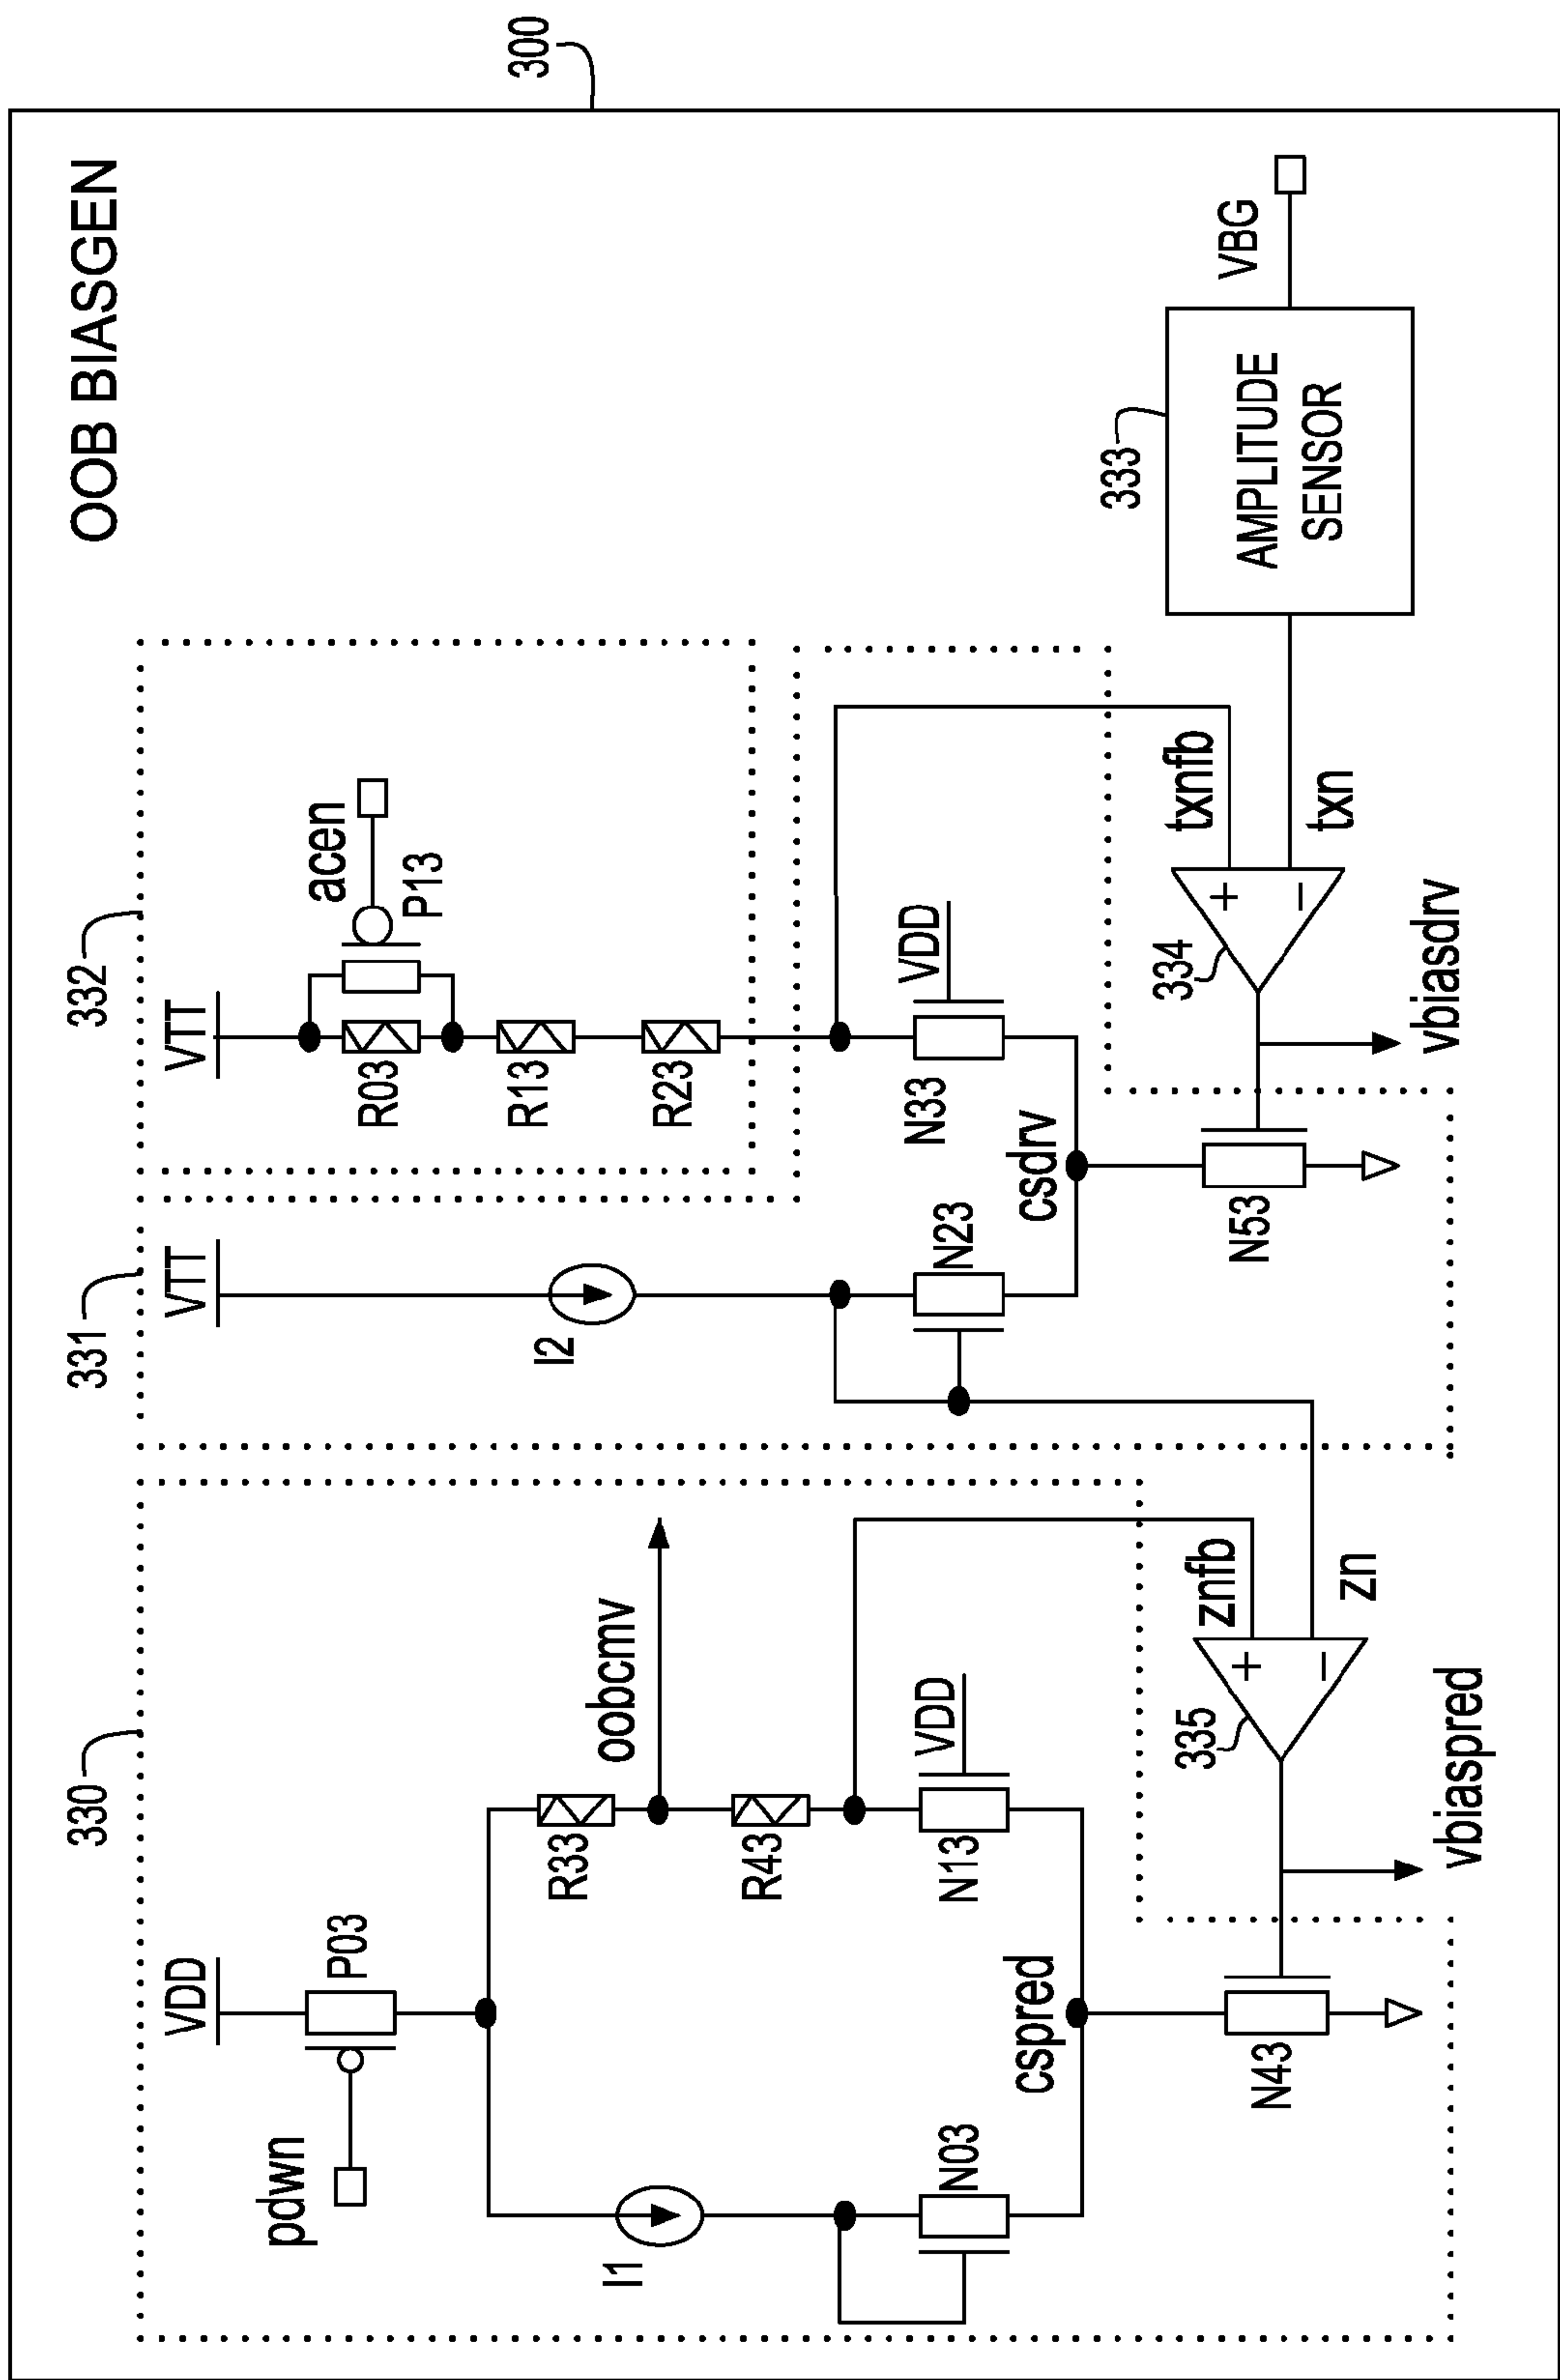 300
OOB BIASGEN
330
331
332
VDD
VTT
VTT
pdwn
P03
R03
acen
P13
R13
R23
I1
R33
oobcmv
I2
R43
N03
N13
VDD
N23
N33
VDD
cspred
csdrv
333
AMPLITUDE
SENSOR
VBG
335
znfb
zn
+
−
334
txnfb
txn
+
−
N43
N53
vbiaspred
vbiasdrv